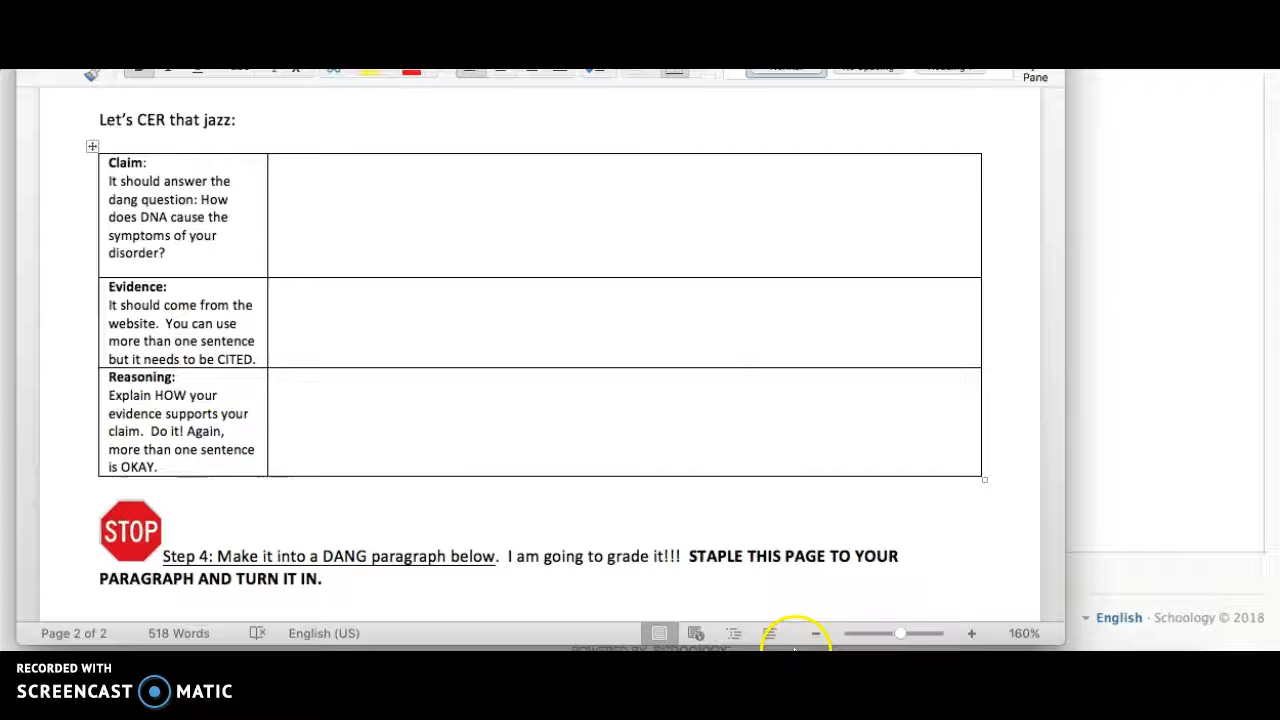 Pane
Let's CER that jazz:
Claim:
It should answer the
dang question: How
does DNA cause the
symptoms of your
disorder?
Evidence:
It should come from the
website. You can use
more than one sentence
but it needs to be CITED.
Reasoning:
Explain HOW your
evidence supports your
claim. Do it! Again,
more than one sentence
is OKAY.
STOP
Step 4: Make it into a DANG paragraph below. I am going to grade it!!! STAPLE THIS PAGE TO YOUR
PARAGRAPH AND TURN IT IN.
Page 2 of 2 518 Words English (US) 160%
English · Schoology © 2018
RECORDED WITH
SCREENCAST MATIC